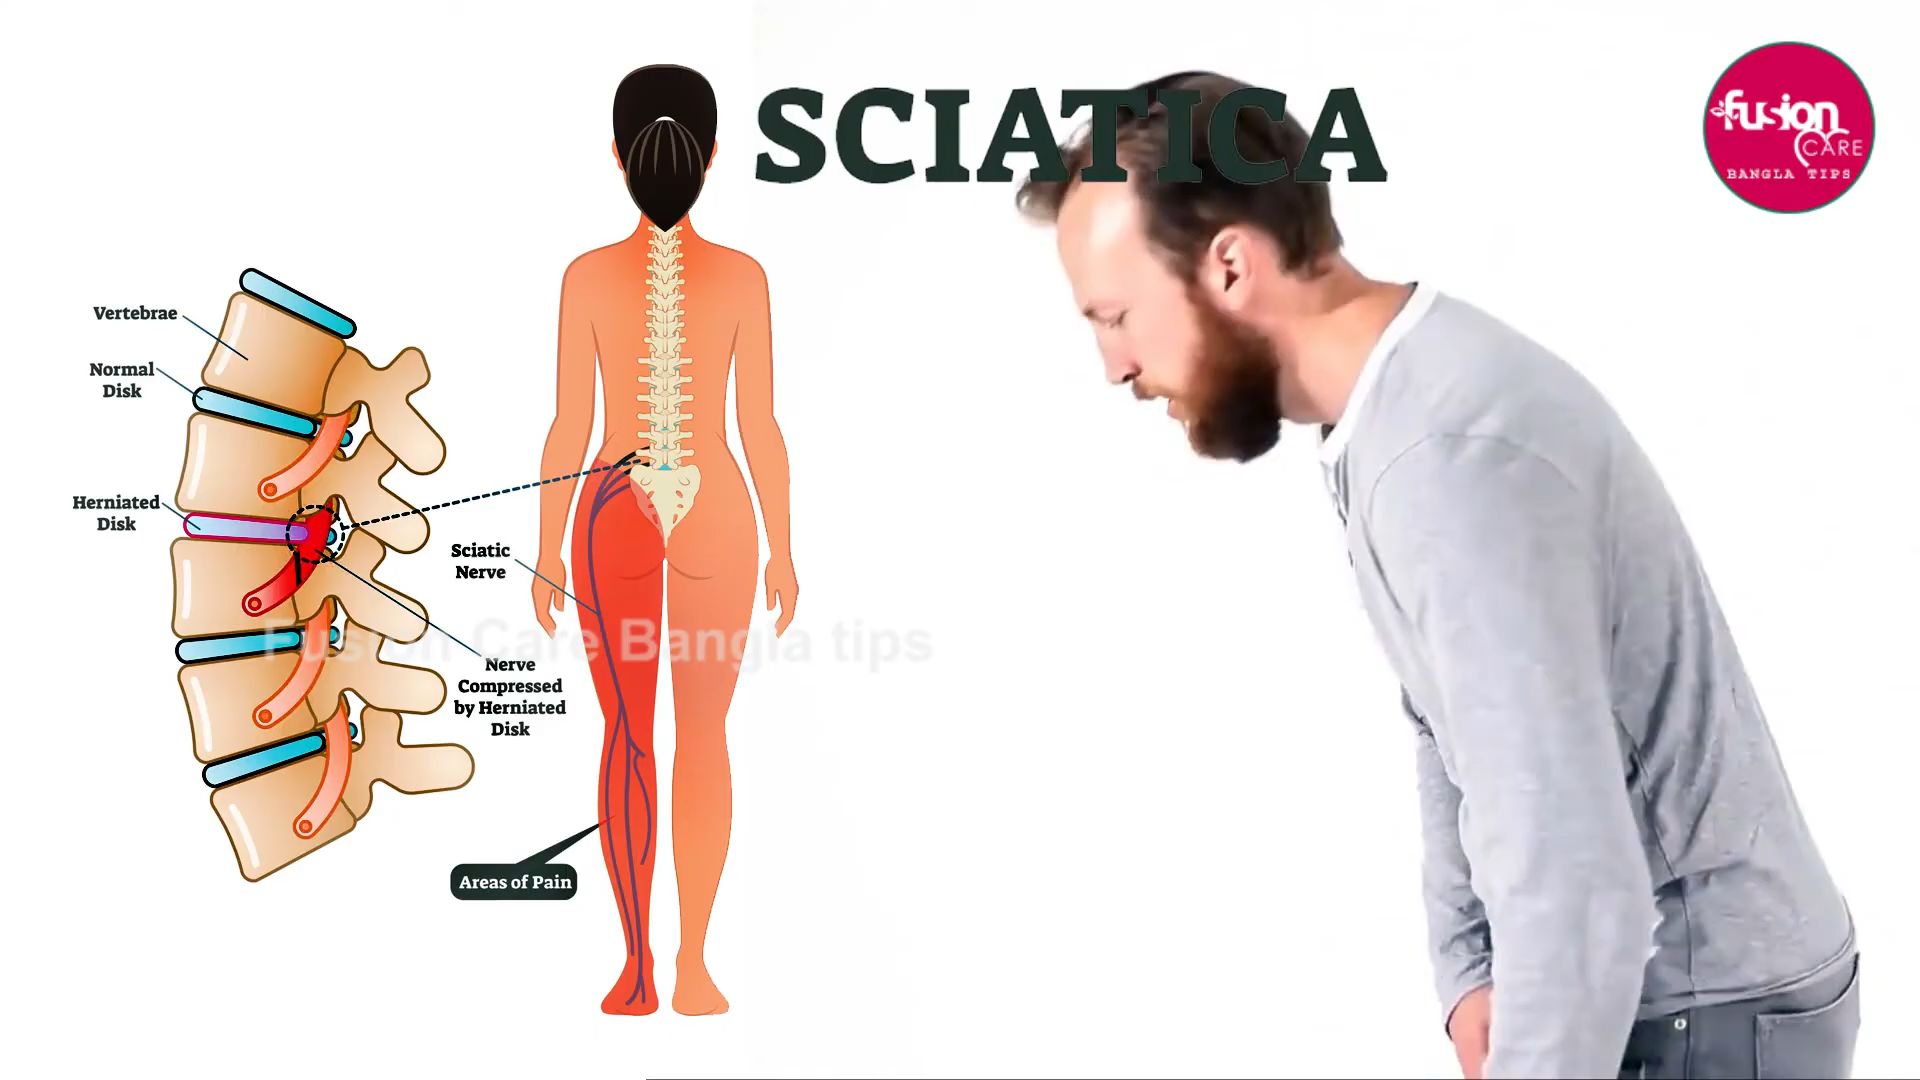 SCIATICA
fusion
CARE
BANGLA TIPS
Vertebrae
Normal
Disk
Herniated
Disk
Sciatic
Nerve
Fusion Care Bangla tips
Nerve
Compressed
by Herniated
Disk
Areas of Pain